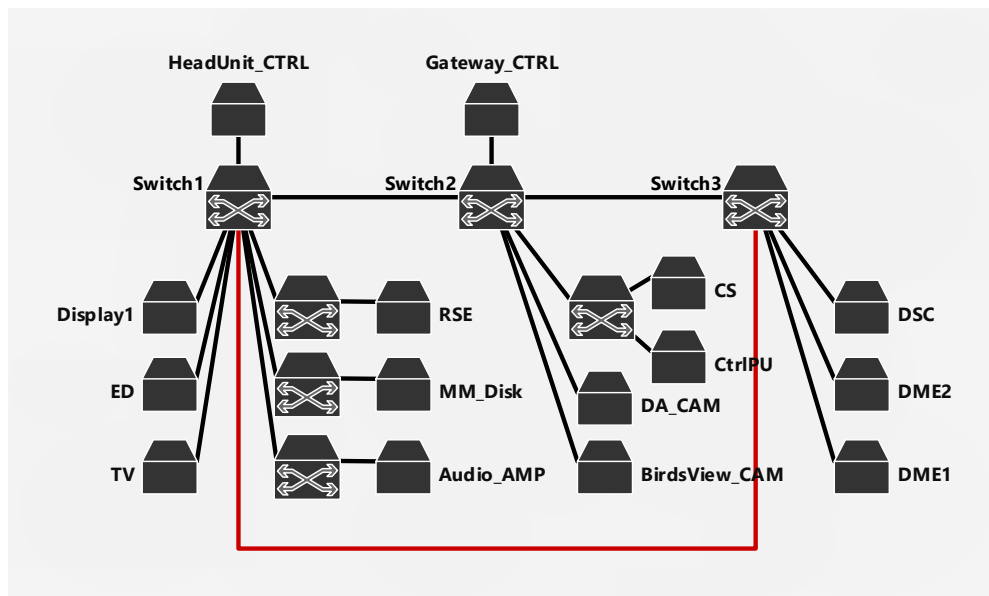 HeadUnit_CTRL
Gateway_CTRL
Switch1
Switch2
Switch3
Display1
RSE
CS
DSC
ED
MM_Disk
CtrlPU
DA_CAM
DME2
TV
Audio_AMP
BirdsView_CAM
DME1